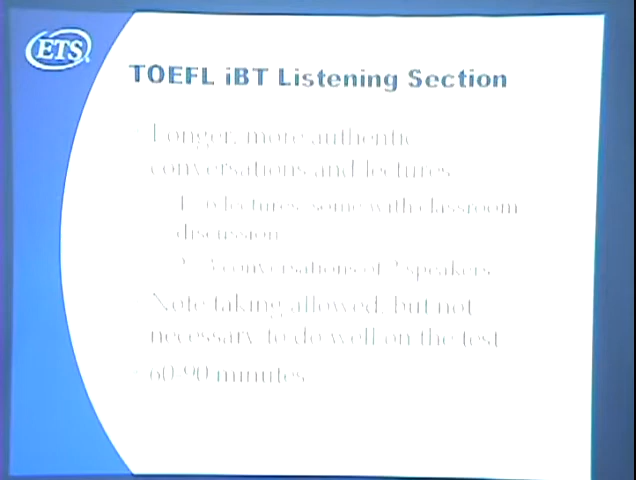 ETS
TOEFL iBT Listening Section
Longer, more authentic
conversations and lectures
lectures, some with classroom
discussion
conversations of 2 speakers
Note taking allowed, but not
necessary to do well on the test
60-90 minutes